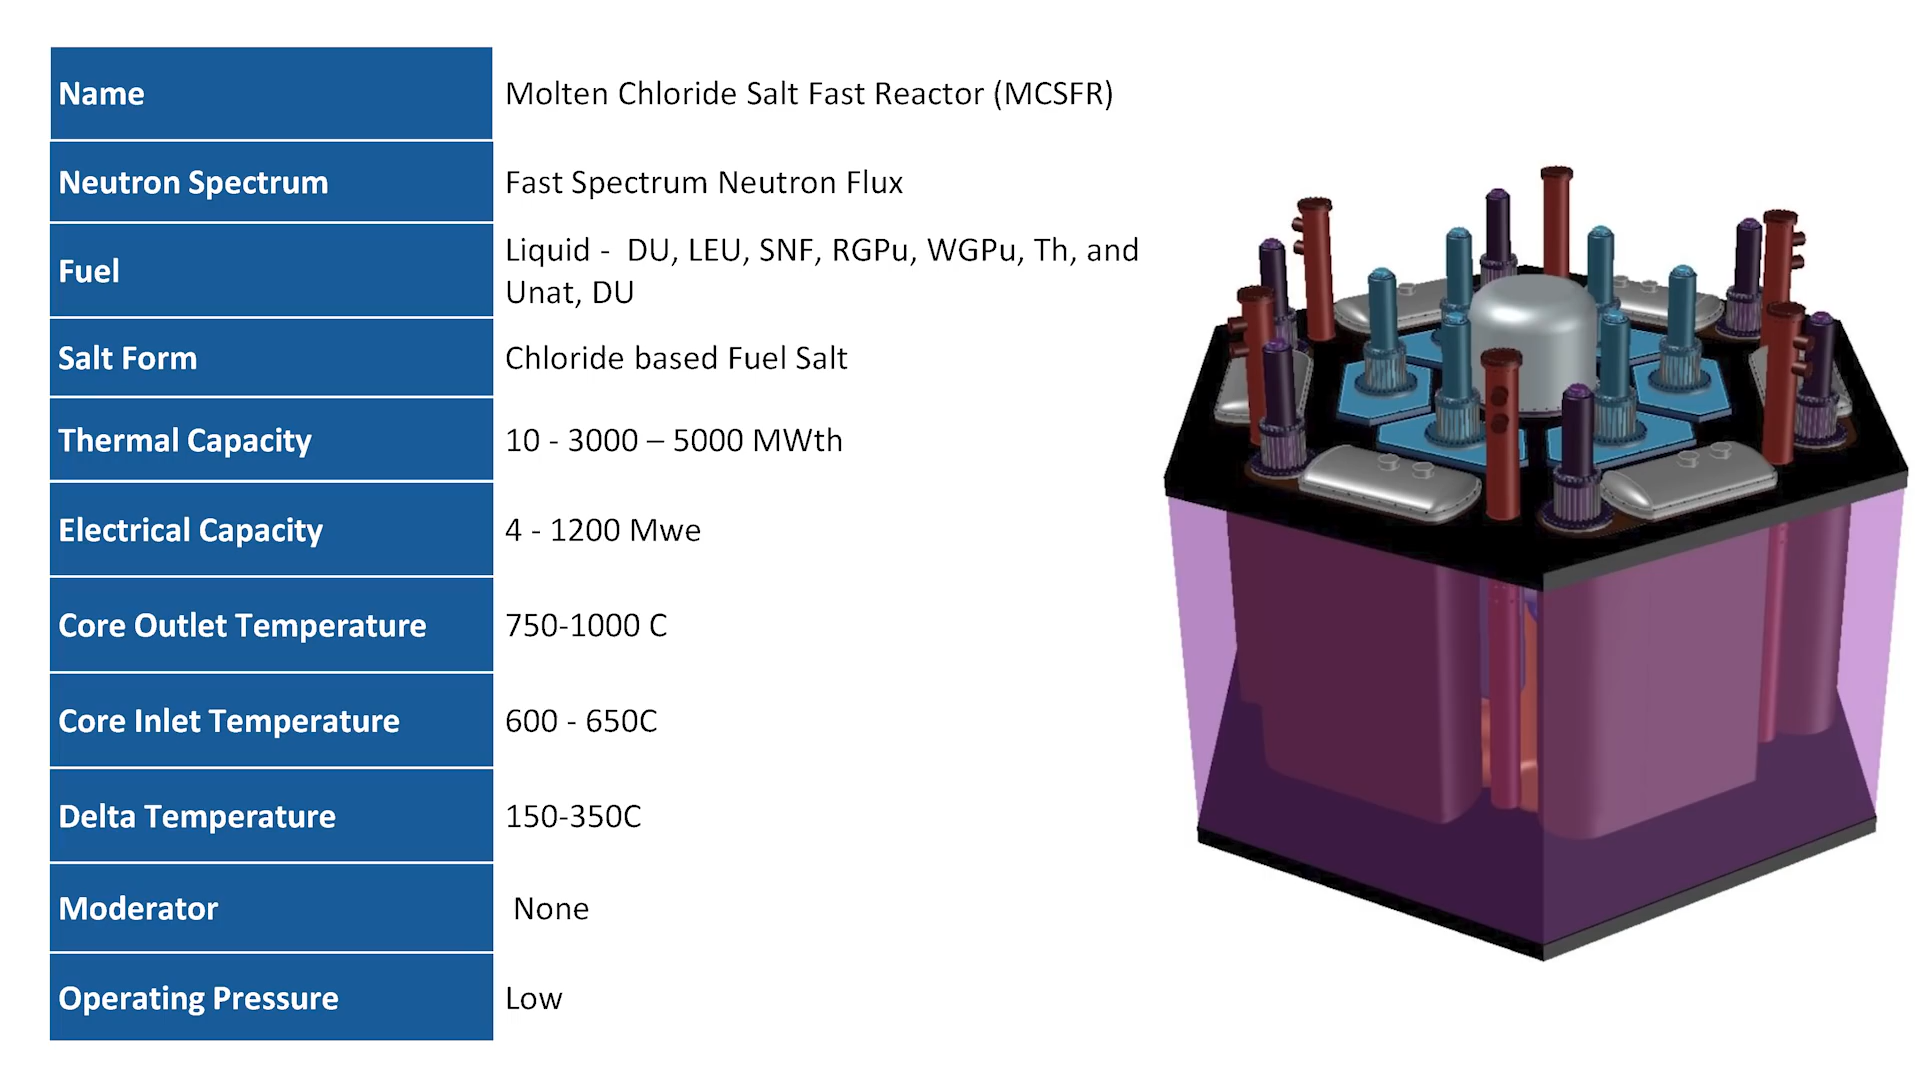 Name
Molten Chloride Salt Fast Reactor (MCSFR)
Neutron Spectrum
Fast Spectrum Neutron Flux
Fuel
Liquid -  DU, LEU, SNF, RGPu, WGPu, Th, and
Unat, DU
Salt Form
Chloride based Fuel Salt
Thermal Capacity
10 - 3000 – 5000 MWth
Electrical Capacity
4 - 1200 Mwe
Core Outlet Temperature
750-1000 C
Core Inlet Temperature
600 - 650C
Delta Temperature
150-350C
Moderator
None
Operating Pressure
Low